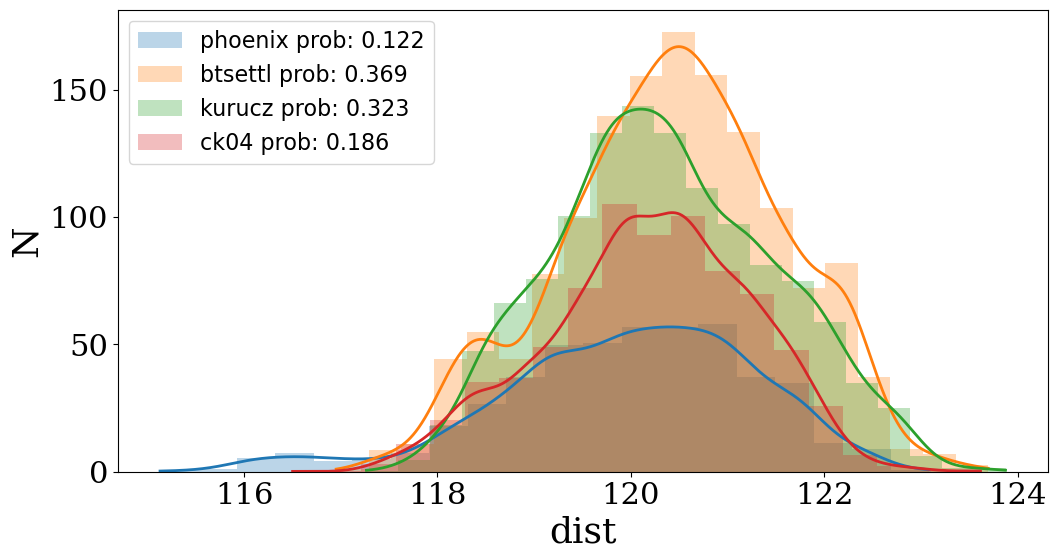 phoenix prob: 0.122
btsettl prob: 0.369
kurucz prob: 0.323
ck04 prob: 0.186
150
100
50
0
N
116 118 120 122 124
dist